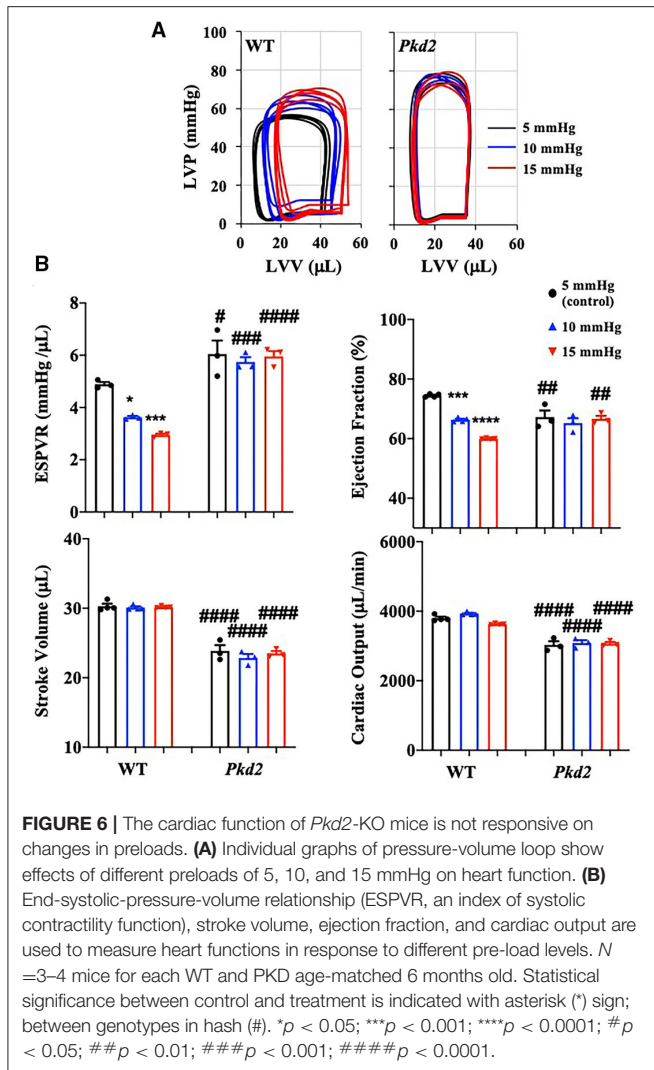 A
WT
Pkd2
100
80
60
40
20
0
LVP (mmHg)
0 20 40 60
LVV (µL)
0 20 40 60
LVV (µL)
5 mmHg
10 mmHg
15 mmHg
B
8
6
4
2
0
ESPVR (mmHg /µL)
* *** # ### ####
100
80
60
40
Ejection Fraction (%)
*** **** ## ##
5 mmHg
(control)
10 mmHg
15 mmHg
40
30
20
10
Stroke Volume (µL)
#### #### ####
WT Pkd2
6000
4000
2000
0
Cardiac Output (µL/min)
#### #### ####
WT Pkd2
FIGURE 6 | The cardiac function of Pkd2-KO mice is not responsive on
changes in preloads. (A) Individual graphs of pressure-volume loop show
effects of different preloads of 5, 10, and 15 mmHg on heart function. (B)
End-systolic-pressure-volume relationship (ESPVR, an index of systolic
contractility function), stroke volume, ejection fraction, and cardiac output are
used to measure heart functions in response to different pre-load levels. N
=3–4 mice for each WT and PKD age-matched 6 months old. Statistical
significance between control and treatment is indicated with asterisk (*) sign;
between genotypes in hash (#). *p < 0.05; ***p < 0.001; ****p < 0.0001; #p
< 0.05; ##p < 0.01; ###p < 0.001; ####p < 0.0001.